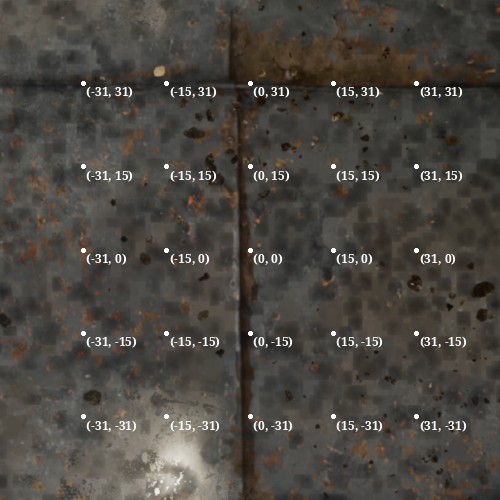 (-31, 31) (-15, 31) (0, 31) (15, 31) (31, 31)
(-31, 15) (-15, 15) (0, 15) (15, 15) (31, 15)
(-31, 0) (-15, 0) (0, 0) (15, 0) (31, 0)
(-31, -15) (-15, -15) (0, -15) (15, -15) (31, -15)
(-31, -31) (-15, -31) (0, -31) (15, -31) (31, -31)